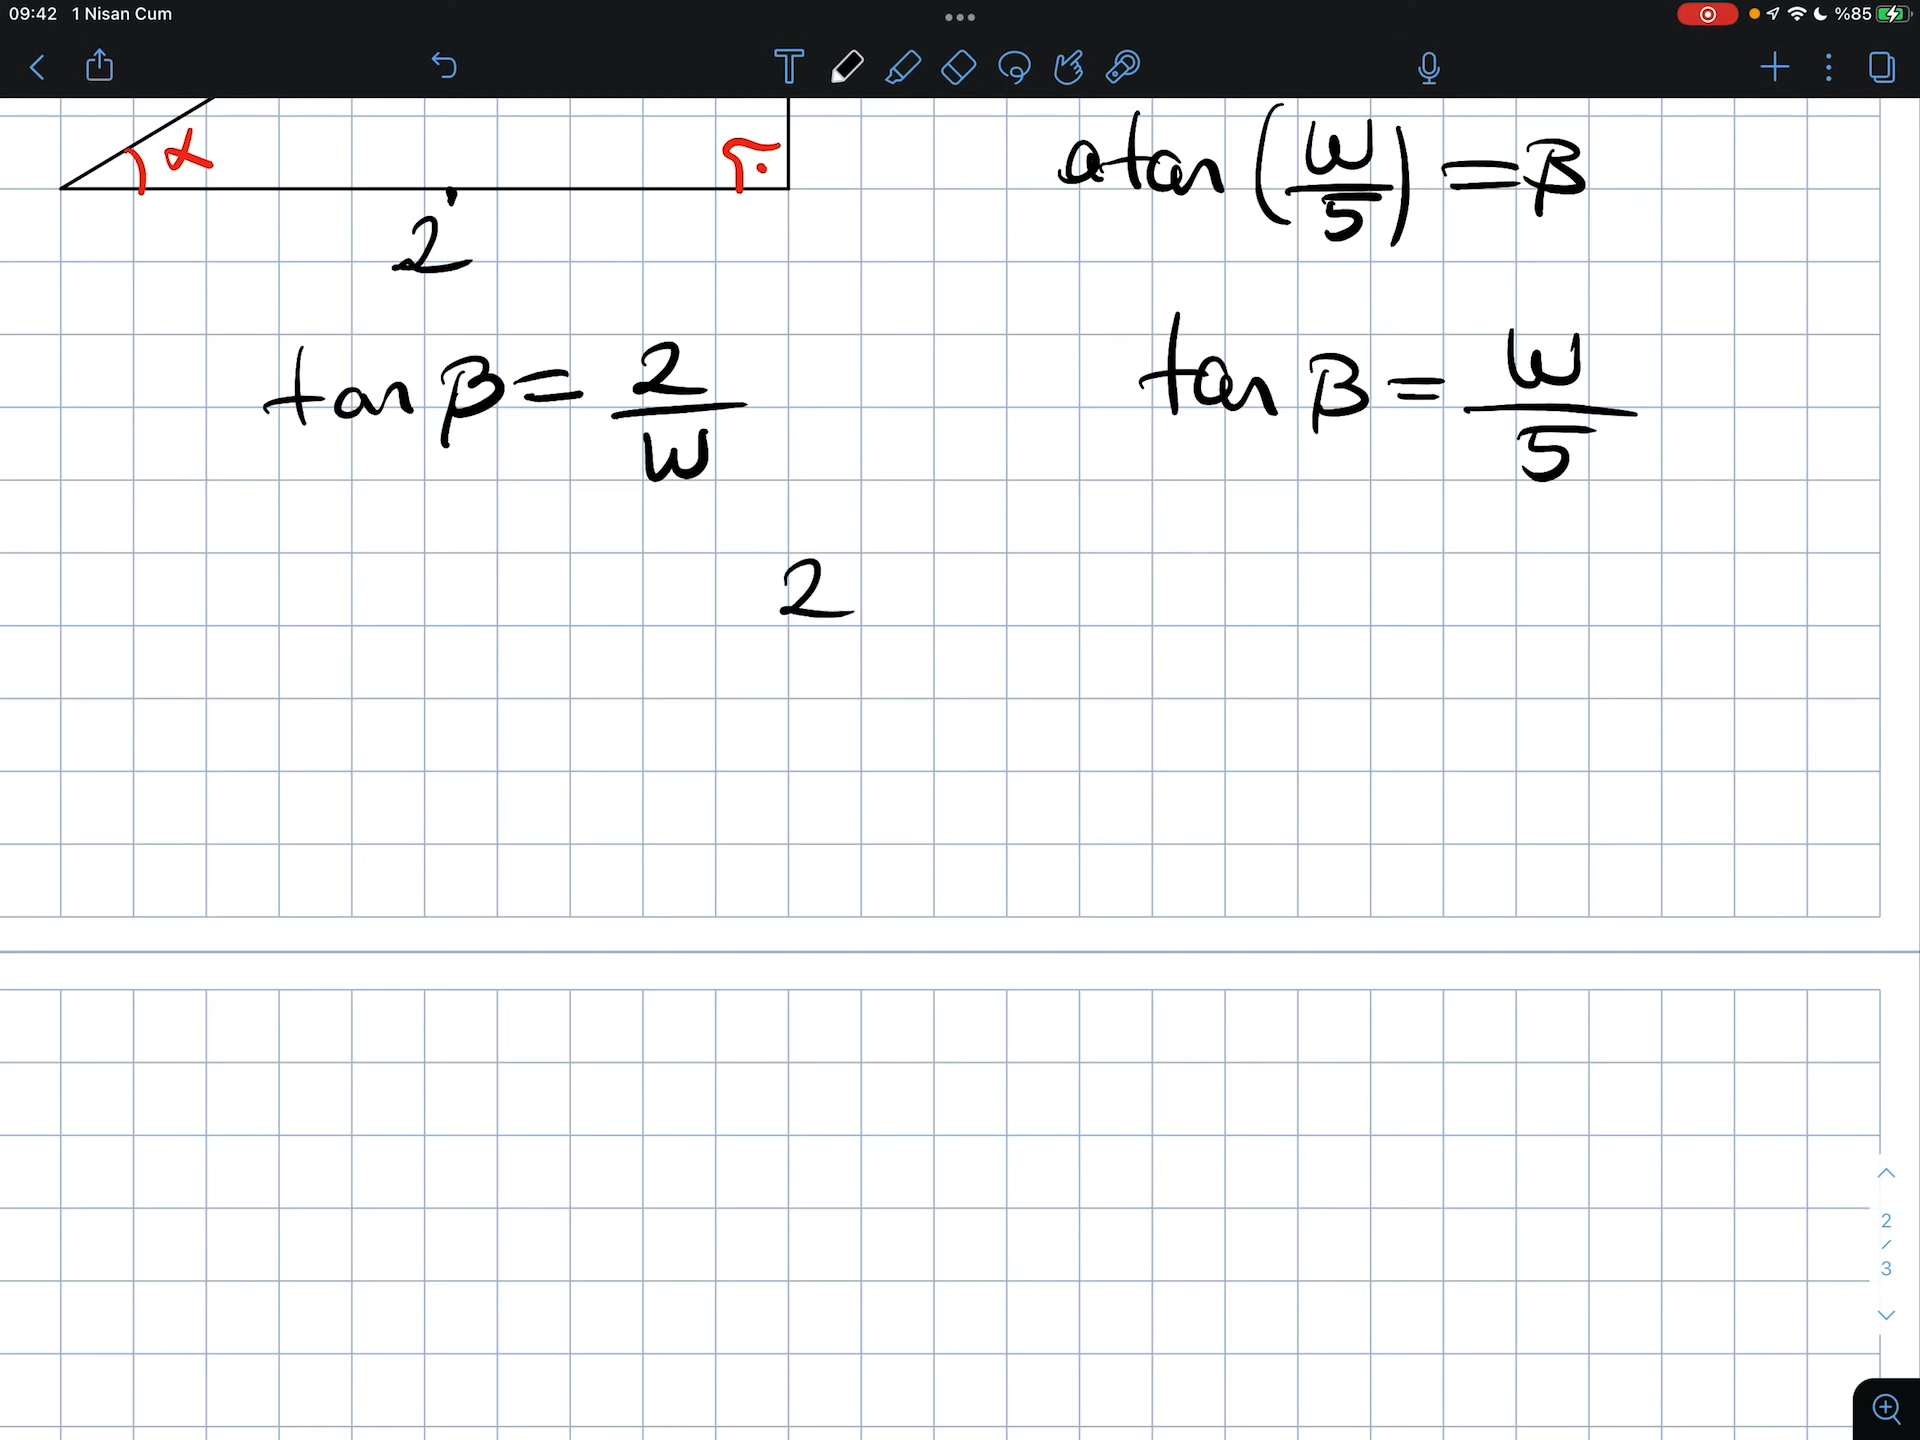 09:42 1 Nisan Cum %85
α
atan (w/5) = β
2
tan β = 2/w
tan β = w/5
2
2
/
3